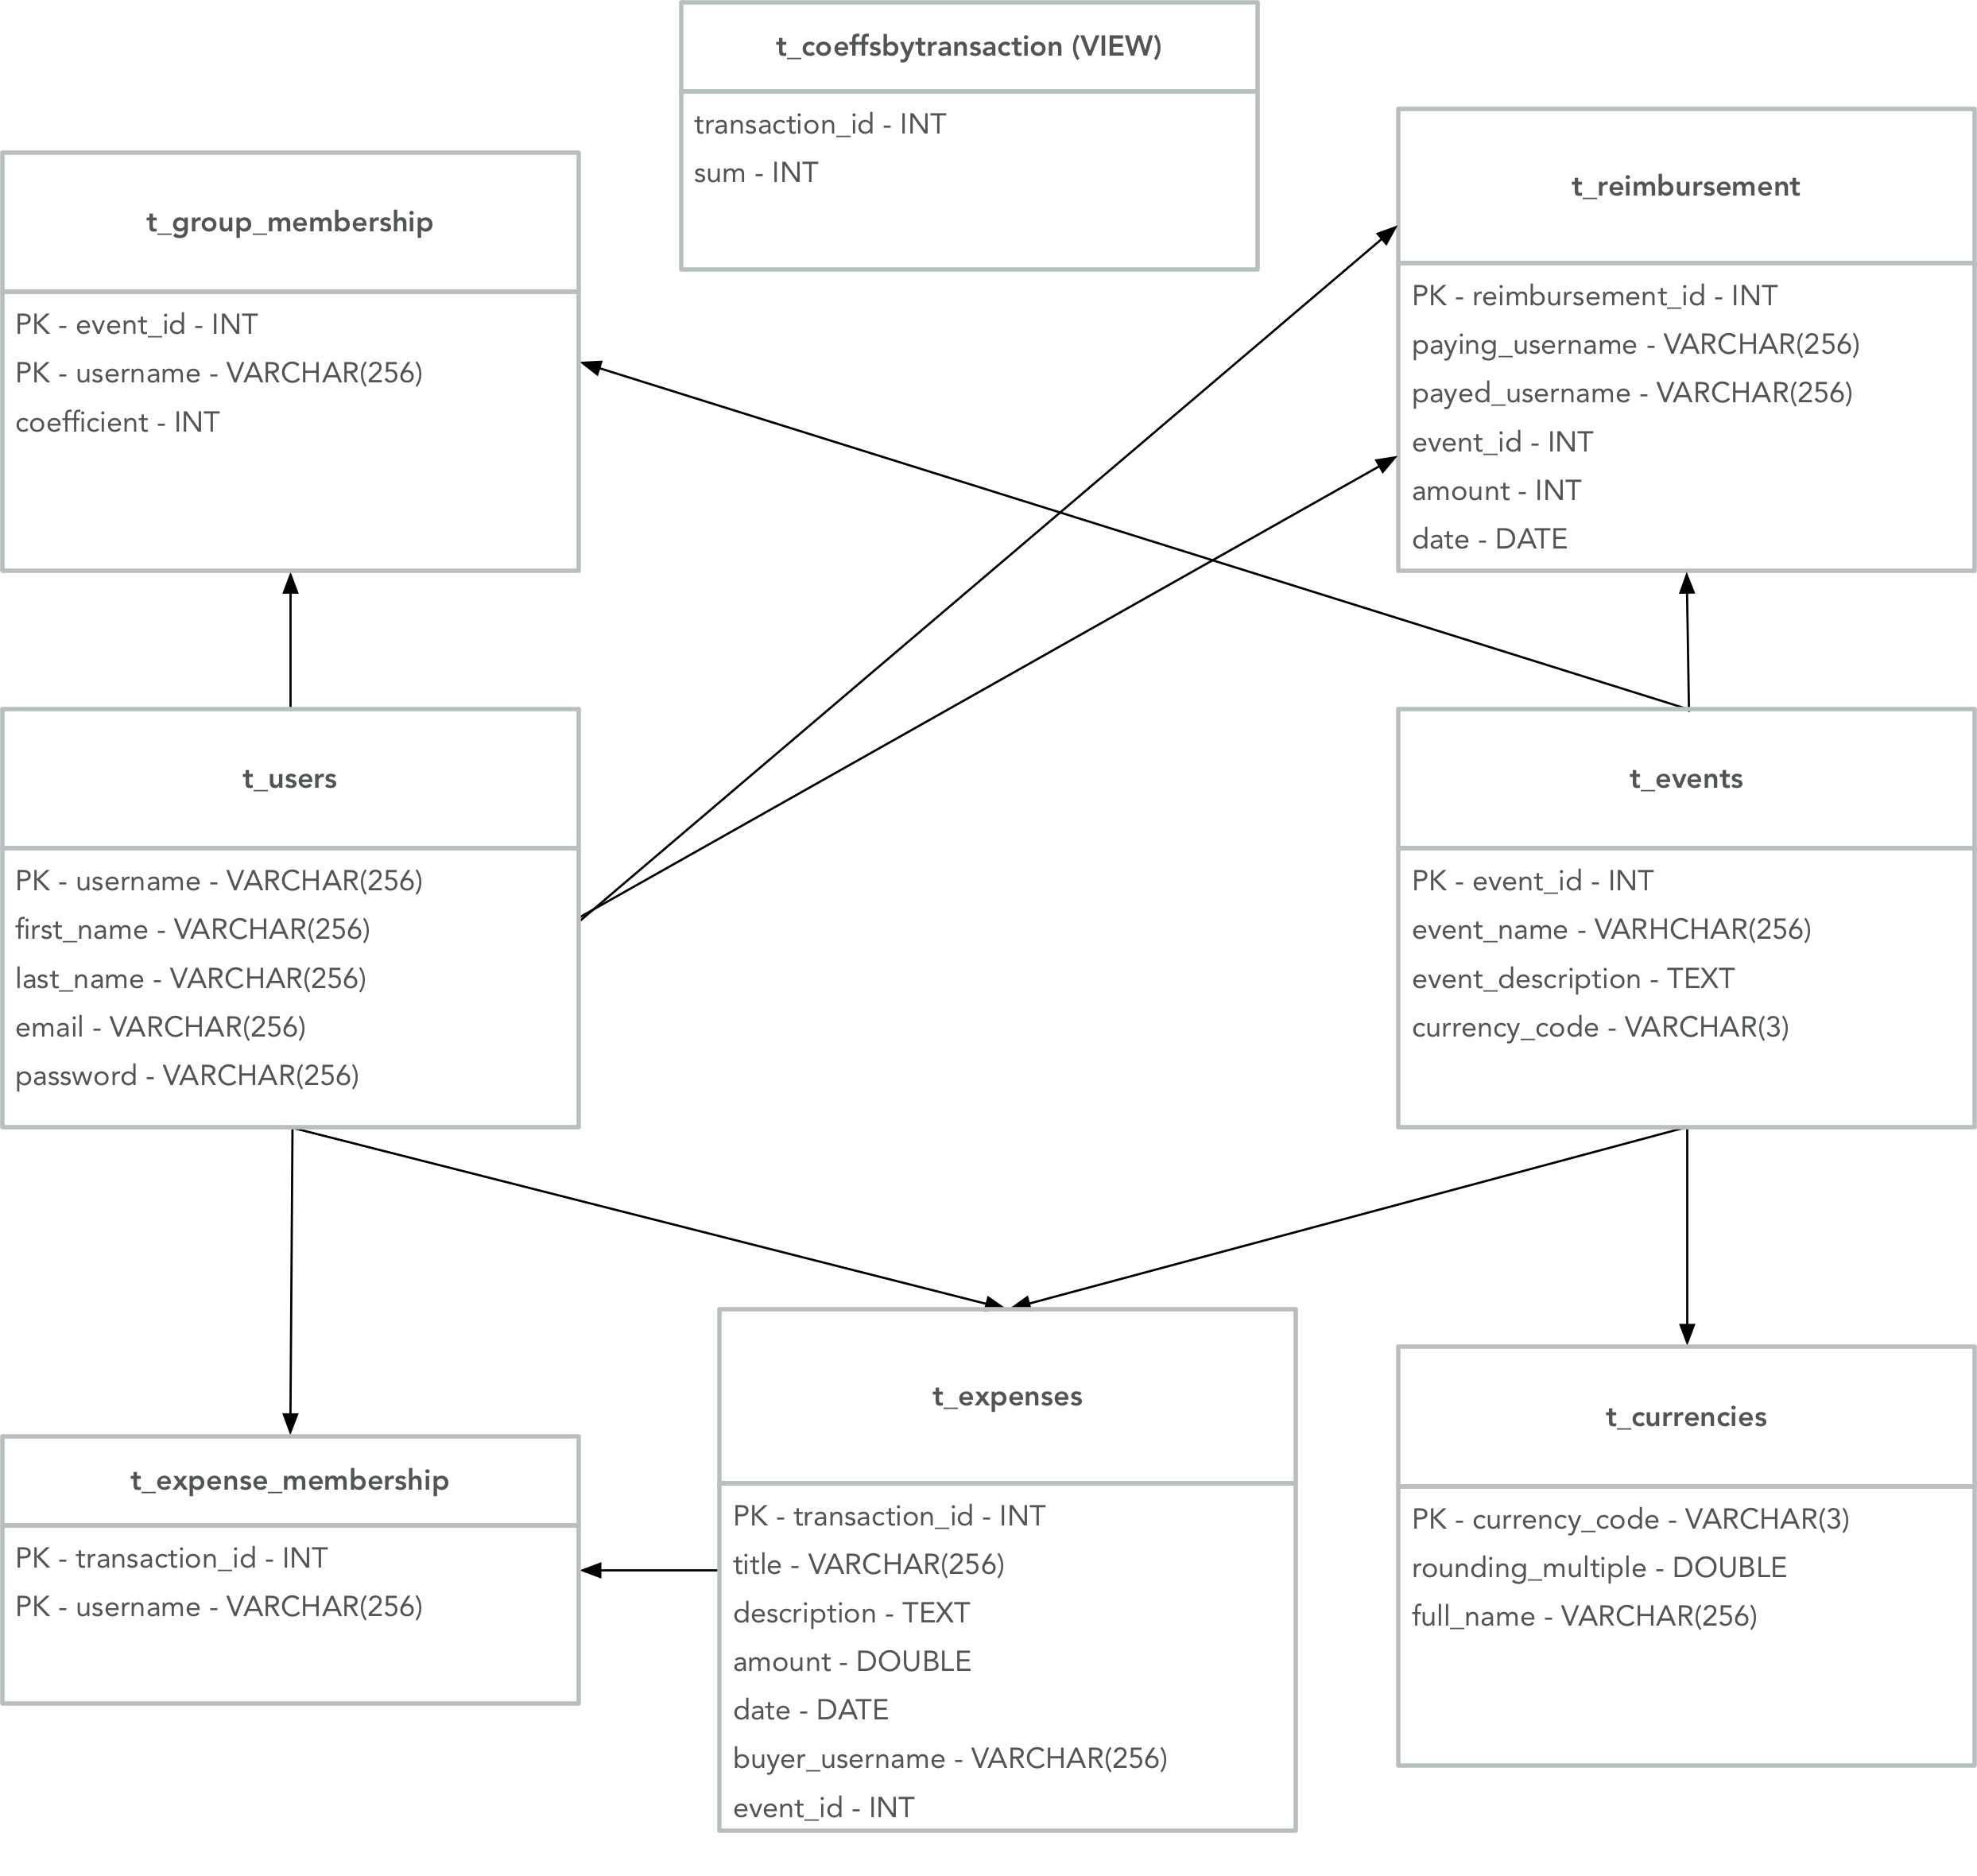 t_coeffsbytransaction (VIEW)
transaction_id - INT
sum - INT
t_group_membership
PK - event_id - INT
PK - username - VARCHAR(256)
coefficient - INT
t_reimbursement
PK - reimbursement_id - INT
paying_username - VARCHAR(256)
payed_username - VARCHAR(256)
event_id - INT
amount - INT
date - DATE
t_users
PK - username - VARCHAR(256)
first_name - VARCHAR(256)
last_name - VARCHAR(256)
email - VARCHAR(256)
password - VARCHAR(256)
t_events
PK - event_id - INT
event_name - VARHCHAR(256)
event_description - TEXT
currency_code - VARCHAR(3)
t_expense_membership
PK - transaction_id - INT
PK - username - VARCHAR(256)
t_expenses
PK - transaction_id - INT
title - VARCHAR(256)
description - TEXT
amount - DOUBLE
date - DATE
buyer_username - VARCHAR(256)
event_id - INT
t_currencies
PK - currency_code - VARCHAR(3)
rounding_multiple - DOUBLE
full_name - VARCHAR(256)